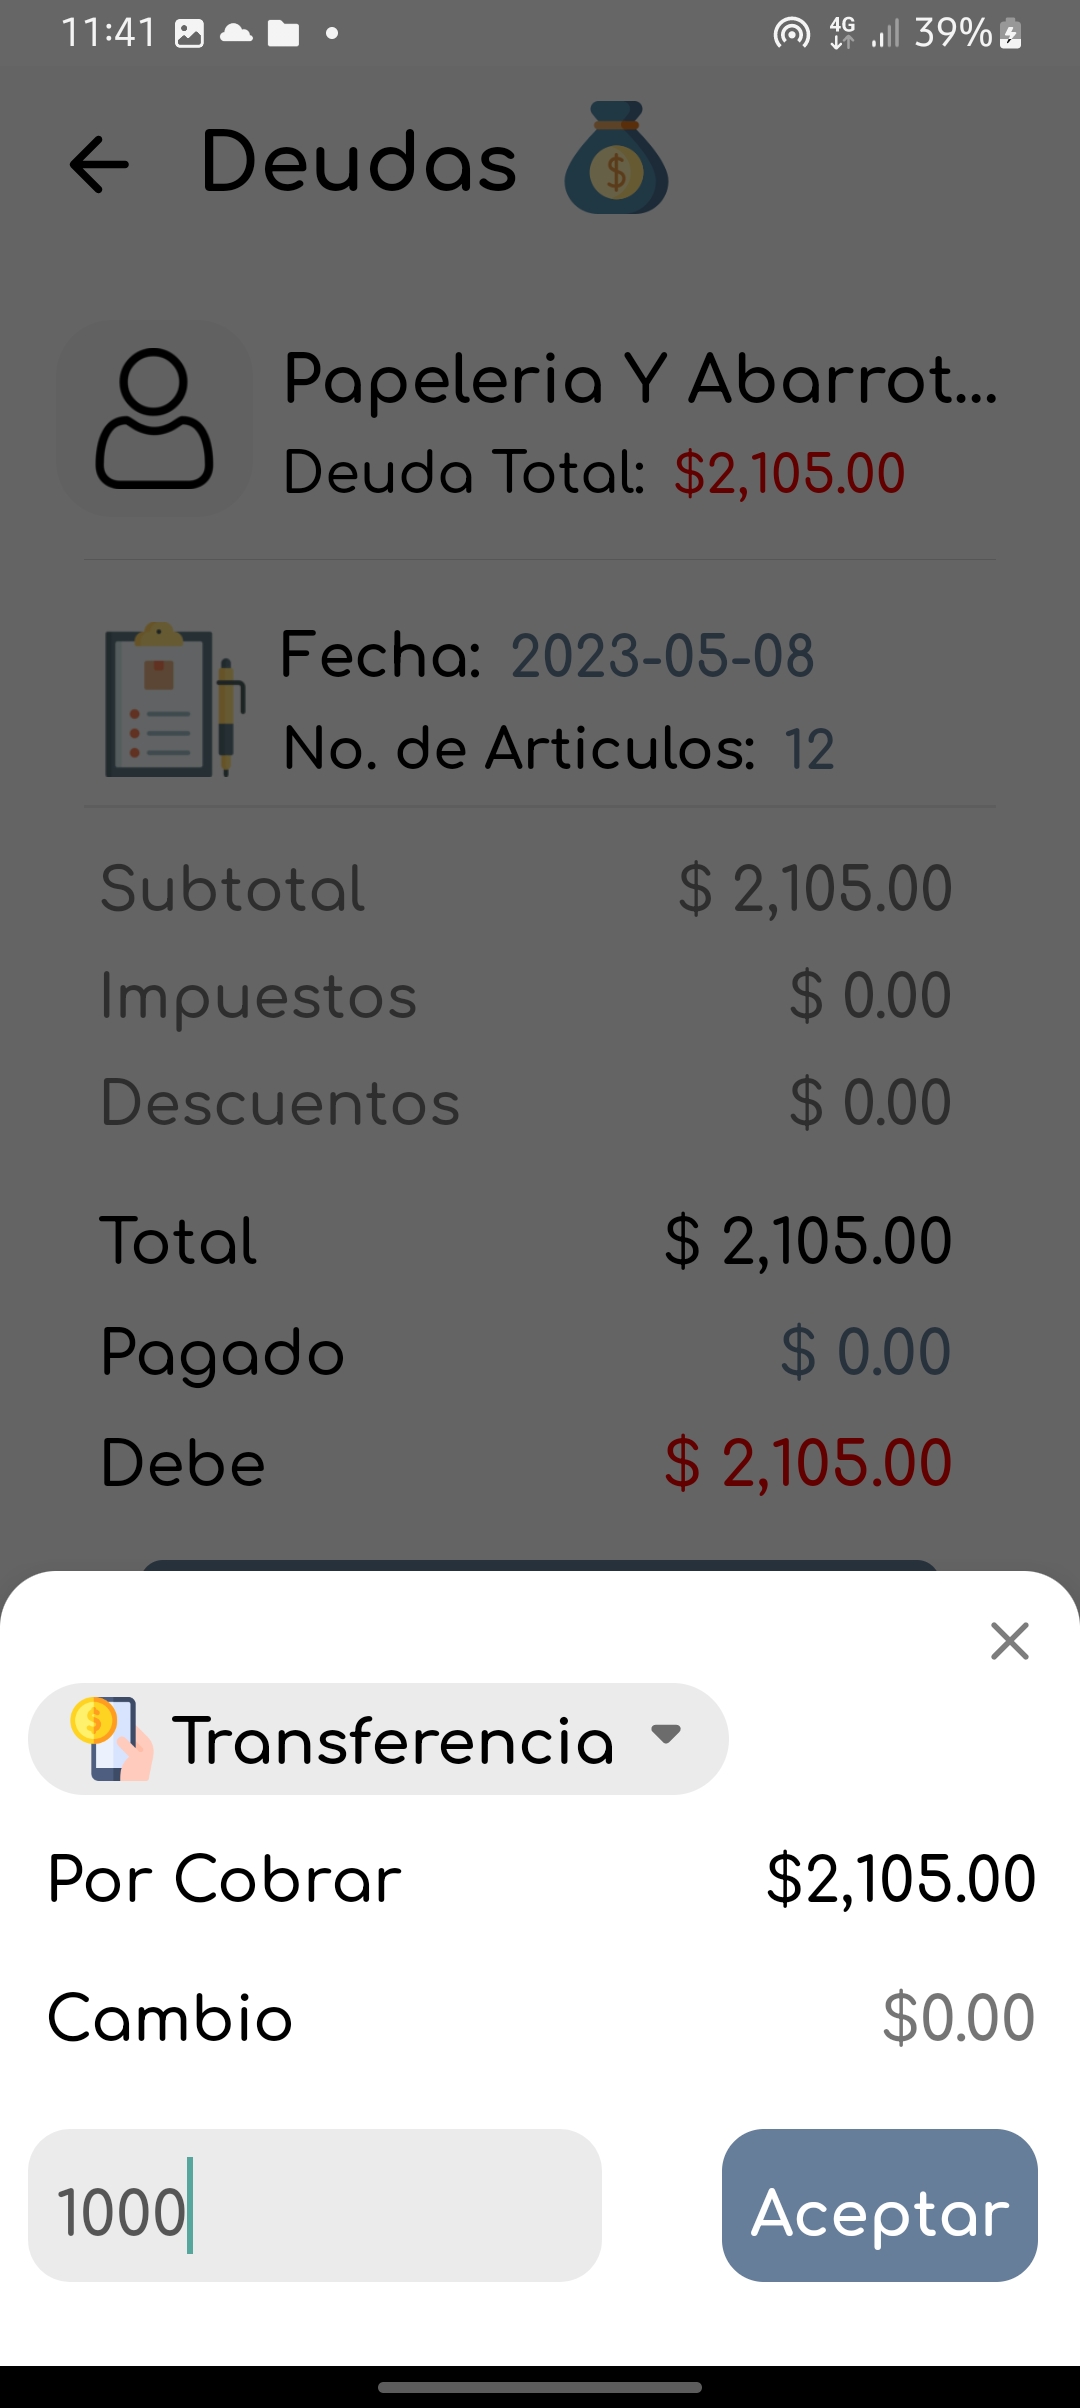 11:41 4G 39%
Deudas
Papeleria Y Abarrot...
Deuda Total: $2,105.00
Fecha: 2023-05-08
No. de Articulos: 12
Subtotal $ 2,105.00
Impuestos $ 0.00
Descuentos $ 0.00
Total $ 2,105.00
Pagado $ 0.00
Debe $ 2,105.00
Transferencia
Por Cobrar $2,105.00
Cambio $0.00
1000 Aceptar